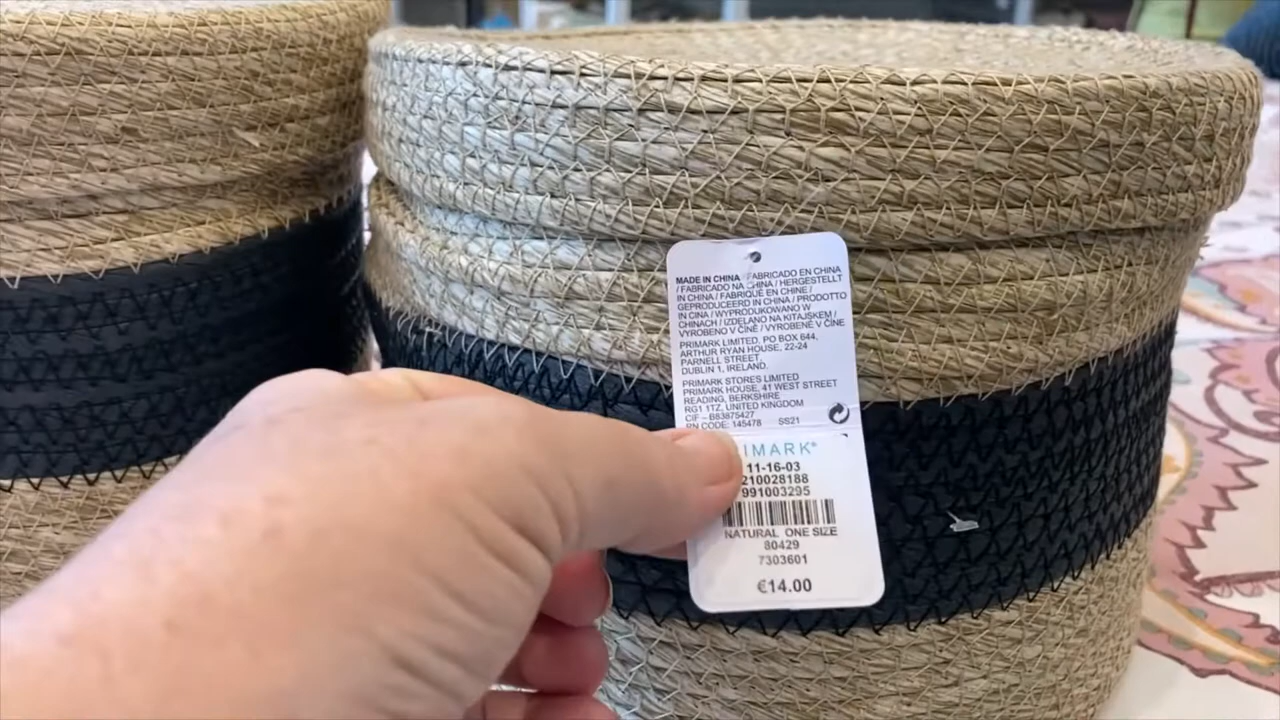 MADE IN CHINA / FABRICADO EN CHINA
/ FABRICADO NA CHINA / HERGESTELLT
IN CHINA / FABRIQUÉ EN CHINE /
GEPRODUCEERD IN CHINA / PRODOTTO
IN CINA / WYPRODUKOWANO W
CHINACH / IZDELANO NA KITAJSKEM /
VYROBENO V ČÍNĚ / VYROBENÉ V ČÍNE
PRIMARK LIMITED, PO BOX 644,
ARTHUR RYAN HOUSE, 22-24
PARNELL STREET,
DUBLIN 1, IRELAND.
PRIMARK STORES LIMITED
PRIMARK HOUSE, 41 WEST STREET
READING, BERKSHIRE
RG1 1TZ, UNITED KINGDOM
CIF - B83875427
RN CODE: 145478 SS21
IMARK®
11-16-03
210028188
991003295
NATURAL ONE SIZE
80429
7303601
€14.00